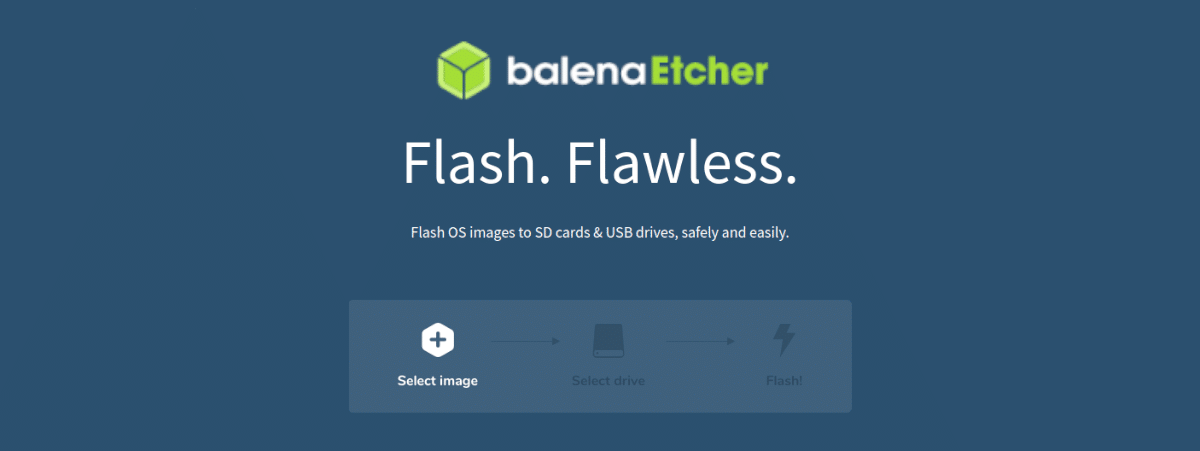 balenaEtcher
Flash. Flawless.
Flash OS images to SD cards & USB drives, safely and easily.
Select image
Select drive
Flash!